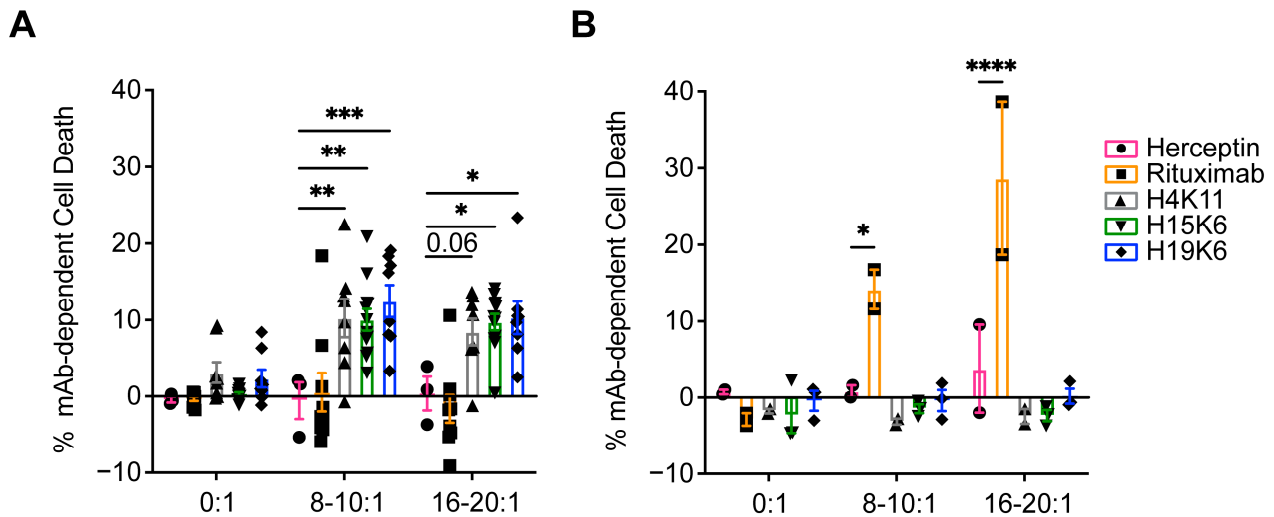 A
B
% mAb-dependent Cell Death
40
30
20
10
0
−10
***
**
**
*
*
0.06
0:1
8-10:1
16-20:1
% mAb-dependent Cell Death
40
30
20
10
0
−10
*
****
0:1
8-10:1
16-20:1
Herceptin
Rituximab
H4K11
H15K6
H19K6